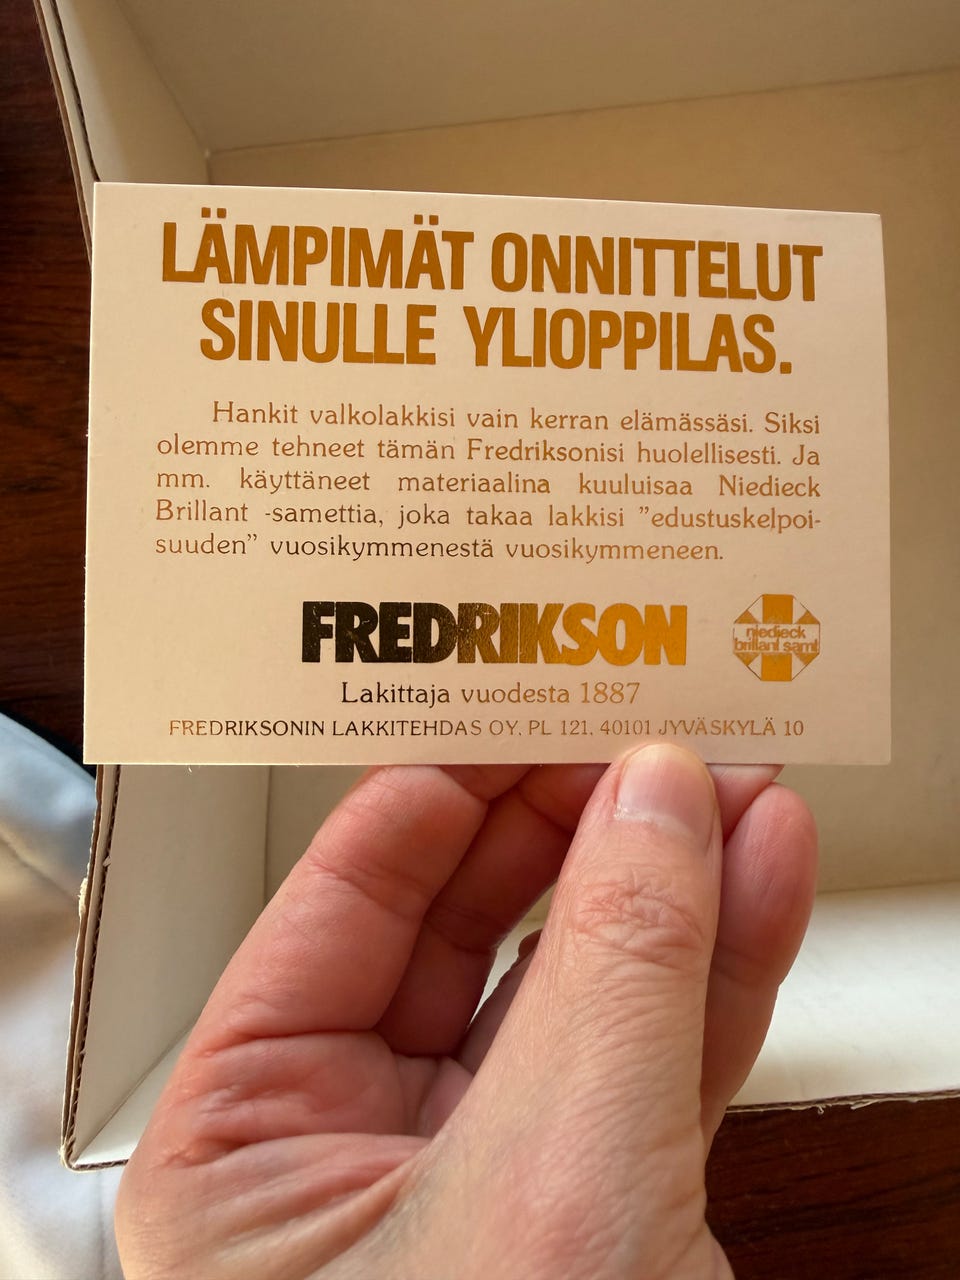 LÄMPIMÄT ONNITTELUT
SINULLE YLIOPPILAS.
Hankit valkolakkisi vain kerran elämässäsi. Siksi
olemme tehneet tämän Fredriksonisi huolellisesti. Ja
mm. käyttäneet materiaalina kuuluisaa Niedieck
Brillant -samettia, joka takaa lakkisi ”edustuskelpoi-
suuden” vuosikymmenestä vuosikymmeneen.
FREDRIKSON
niedieck
brillant samt
Lakittaja vuodesta 1887
FREDRIKSONIN LAKKITEHDAS OY, PL 121, 40101 JYVÄSKYLÄ 10